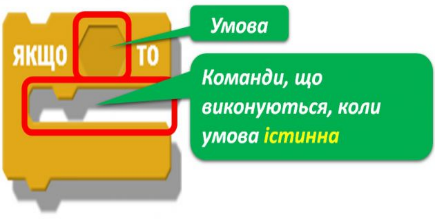 Умова
ЯКЩО ТО
Команди, що
виконуються, коли
умова істинна